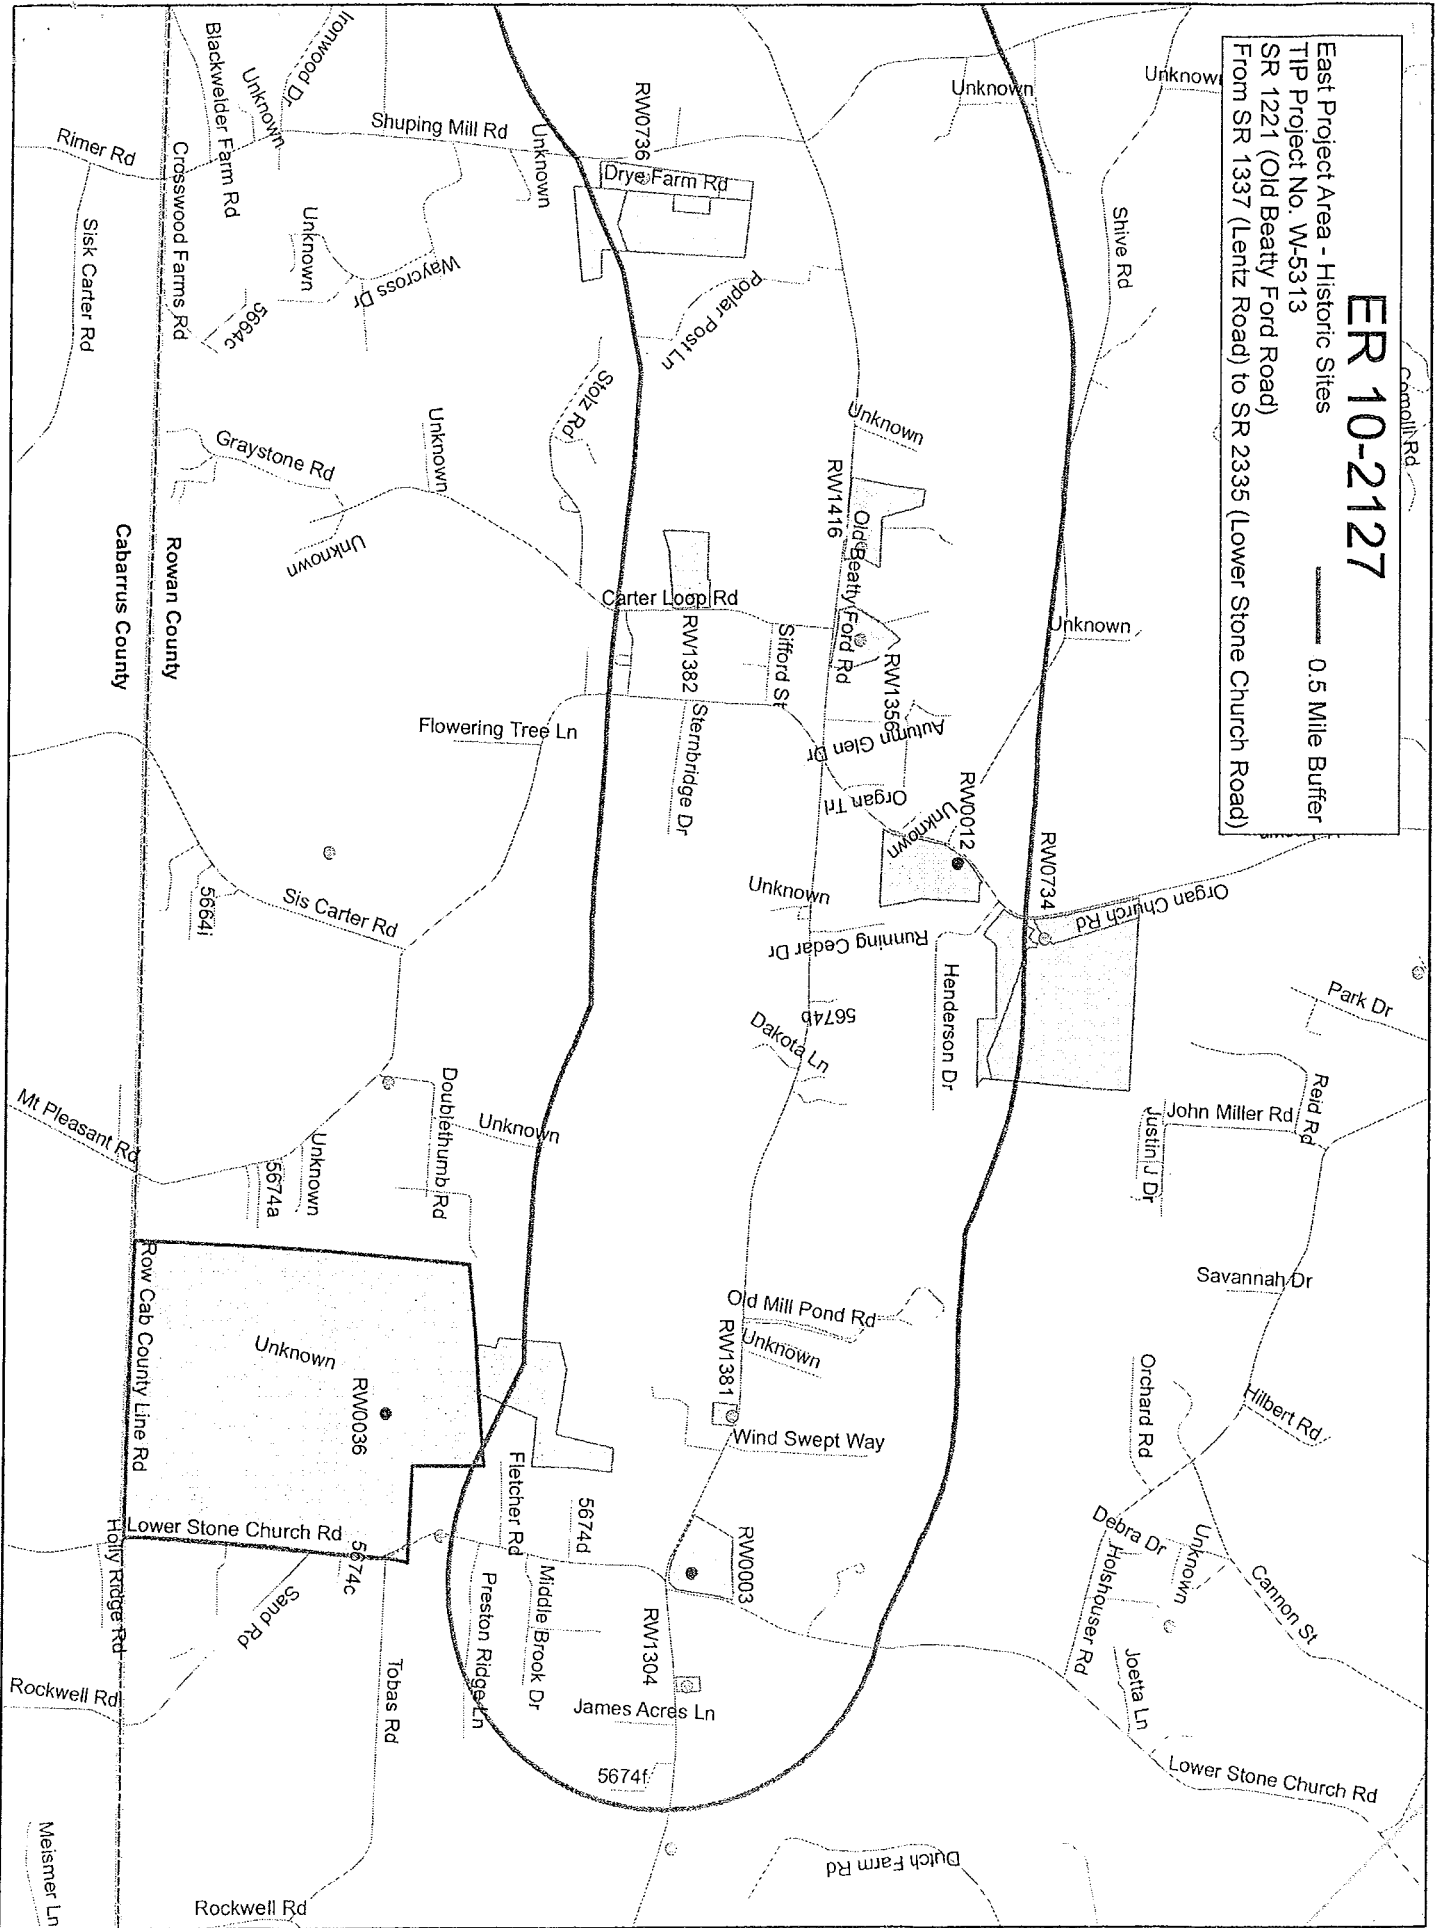 ER 10-2127
East Project Area - Historic Sites
0.5 Mile Buffer
TIP Project No. W-5313
SR 1221 (Old Beatty Ford Road)
From SR 1337 (Lentz Road) to SR 2335 (Lower Stone Church Road)
Unknown
Unknown
Shive Rd
Unknown
Park Dr
Reid Rd
John Miller Rd
Justin J Dr
Savannah Dr
Hilbert Rd
Orchard Rd
Debra Dr
Unknown
Cannon St
Holshouser Rd
Joetta Ln
Lower Stone Church Rd
Organ Church Rd
RW0734
RW0012
Unknown
Organ Trl
Autumn Glen Dr
RW1356
Unknown
RW1416
Old Beatty Ford Rd
Henderson Dr
Running Cedar Dr
Unknown
5674b
Dakota Ln
Old Mill Pond Rd
Unknown
RW1381
Wind Swept Way
RW0003
RW1304
James Acres Ln
5674f
Dutch Farm Rd
RW0736
Drye Farm Rd
Poplar Post Ln
Stolz Rd
Carter Loop Rd
RW1382
Sifford St
Sternbridge Dr
Flowering Tree Ln
Shuping Mill Rd
Unknown
Ironwood Dr
Unknown
Blackwelder Farm Rd
Rimer Rd
Crosswood Farms Rd
Sisk Carter Rd
Unknown
Waycross Dr
5664c
Unknown
Graystone Rd
Unknown
Rowan County
Cabarrus County
5664i
Sis Carter Rd
Doublethumb Rd
Unknown
Unknown
5674a
Mt Pleasant Rd
Row Cab County Line Rd
Unknown
RW0036
Fletcher Rd
5674d
Middle Brook Dr
Preston Ridge Ln
Lower Stone Church Rd
5674c
Holly Ridge Rd
Sand Rd
Tobas Rd
Rockwell Rd
Rockwell Rd
Meismer Ln